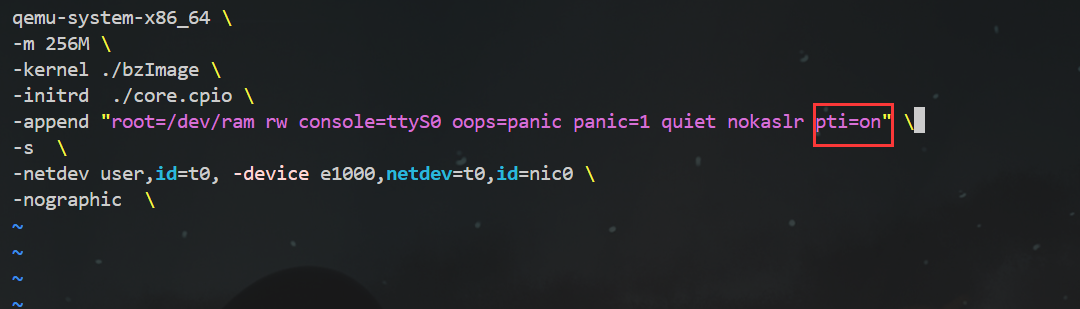 qemu-system-x86_64 \
-m 256M \
-kernel ./bzImage \
-initrd  ./core.cpio \
-append "root=/dev/ram rw console=ttyS0 oops=panic panic=1 quiet nokaslr pti=on" \
-s  \
-netdev user,id=t0, -device e1000,netdev=t0,id=nic0 \
-nographic  \
~
~
~
~